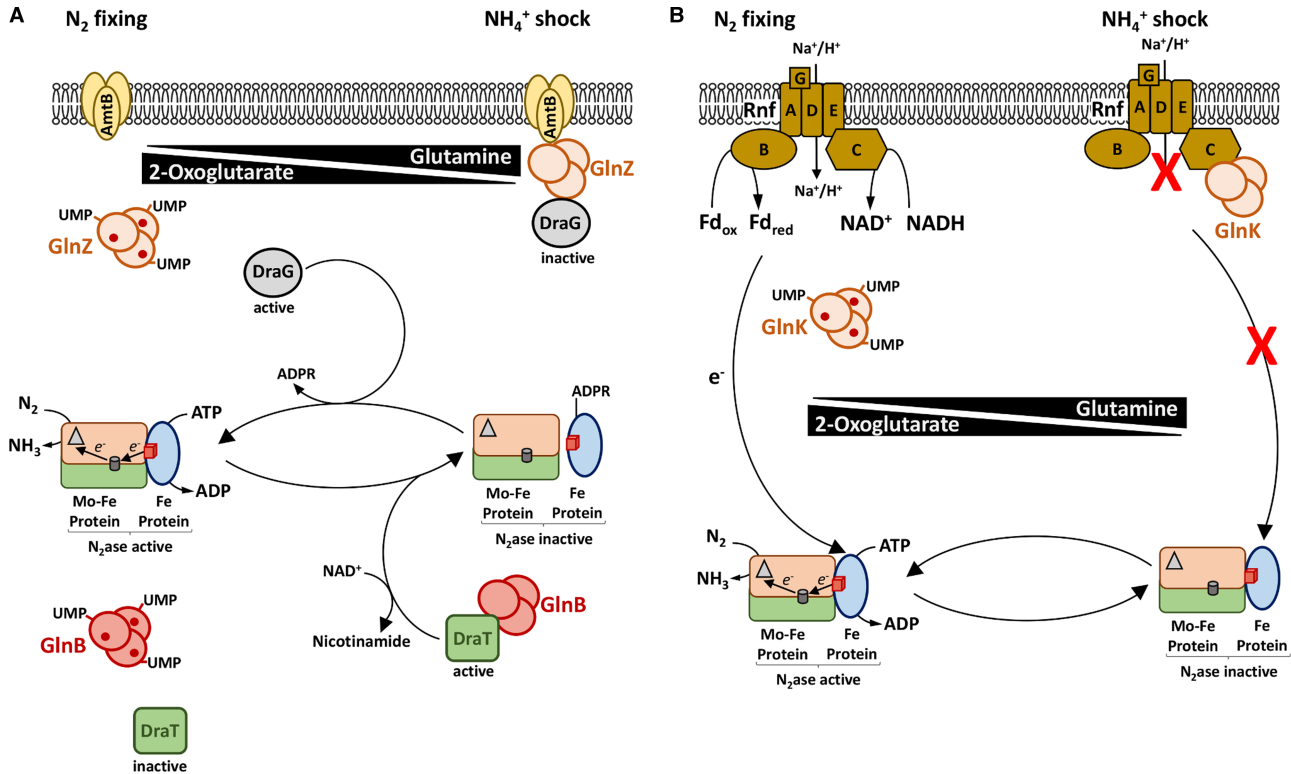 A
N₂ fixing
NH₄⁺ shock
AmtB
AmtB
Glutamine
2-Oxoglutarate
GlnZ
UMP
UMP
GlnZ
UMP
DraG
inactive
DraG
active
ADPR
ADPR
N₂
ATP
NH₃
e⁻
e⁻
ADP
Mo-Fe
Protein
Fe
Protein
N₂ase active
Mo-Fe
Protein
Fe
Protein
N₂ase inactive
NAD⁺
Nicotinamide
GlnB
DraT
active
UMP
UMP
GlnB
UMP
DraT
inactive
B
N₂ fixing
NH₄⁺ shock
Na⁺/H⁺
Na⁺/H⁺
G
Rnf
A
D
E
B
C
Na⁺/H⁺
G
Rnf
A
D
E
B
C
X
GlnK
Fdox
Fdred
NAD⁺
NADH
UMP
UMP
GlnK
UMP
X
e⁻
Glutamine
2-Oxoglutarate
N₂
ATP
NH₃
e⁻
e⁻
ADP
Mo-Fe
Protein
Fe
Protein
N₂ase active
Mo-Fe
Protein
Fe
Protein
N₂ase inactive